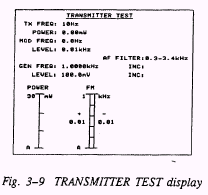 TRANSMITTER TEST
TX FREQ: 10Hz
POWER: 0.00mW
MOD FREQ: 0.0Hz
LEVEL: 0.01kHz
AF FILTER:0.3-3.4kHz
GEN FREQ: 1.0000kHz INC:
LEVEL: 100.0mV INC:
POWER FM
30 mW 1 kHz
+ -
0.01 0.01
A A
Fig. 3-9 TRANSMITTER TEST display